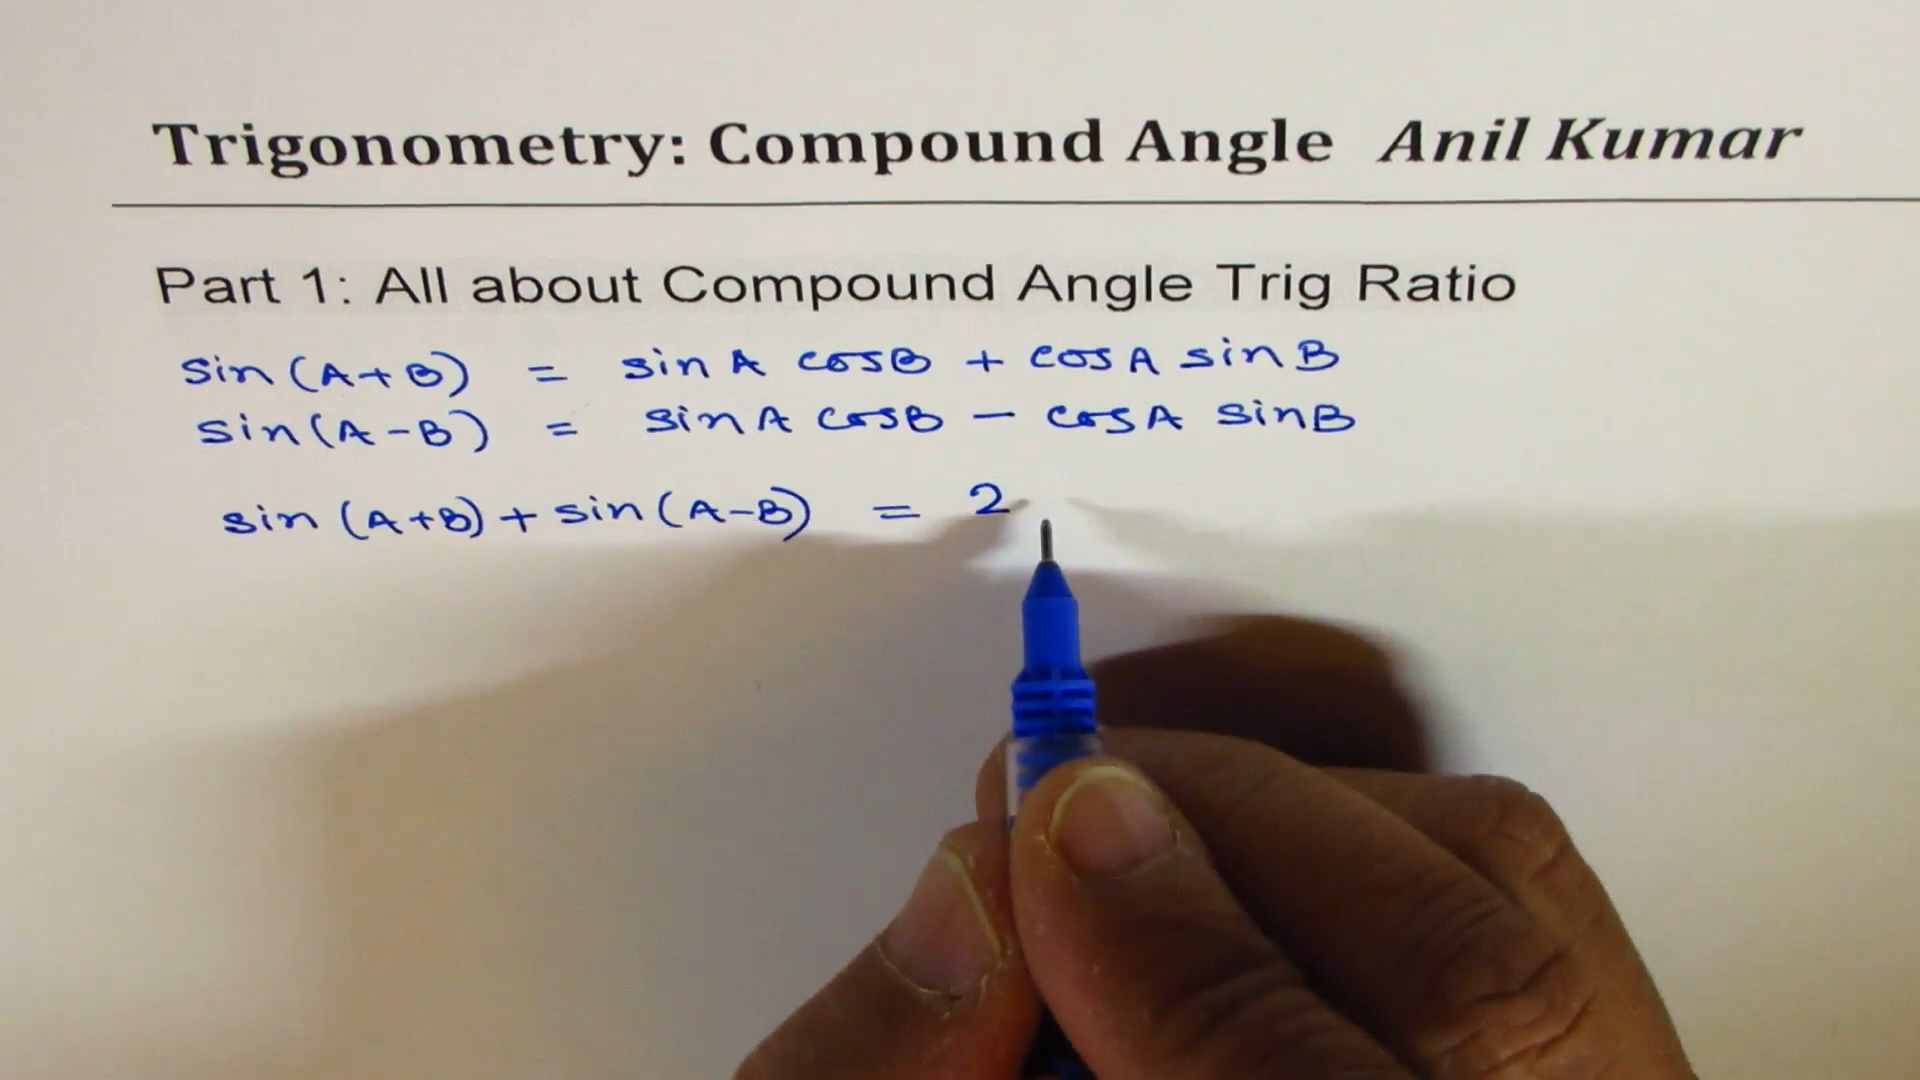 Trigonometry: Compound Angle Anil Kumar
Part 1: All about Compound Angle Trig Ratio
sin (A+B) = sin A cosB + cosA sinB
sin(A-B) = sinA cosB - cosA sinB
sin (A+B) + sin (A-B) = 2